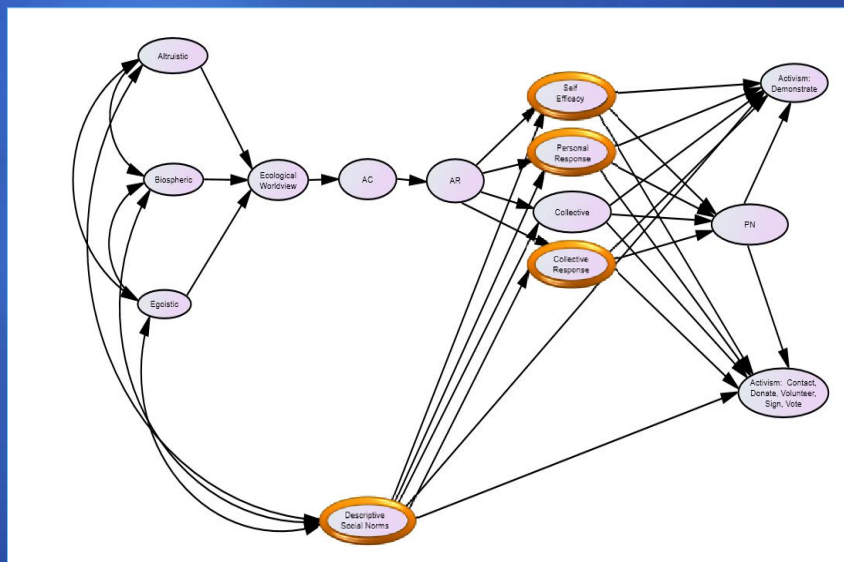 Altruistic
Biospheric
Egoistic
Ecological
Worldview
AC
AR
Self
Efficacy
Personal
Response
Collective
Collective
Response
Activism:
Demonstrate
PN
Activism: Contact,
Donate, Volunteer,
Sign, Vote
Descriptive
Social Norms